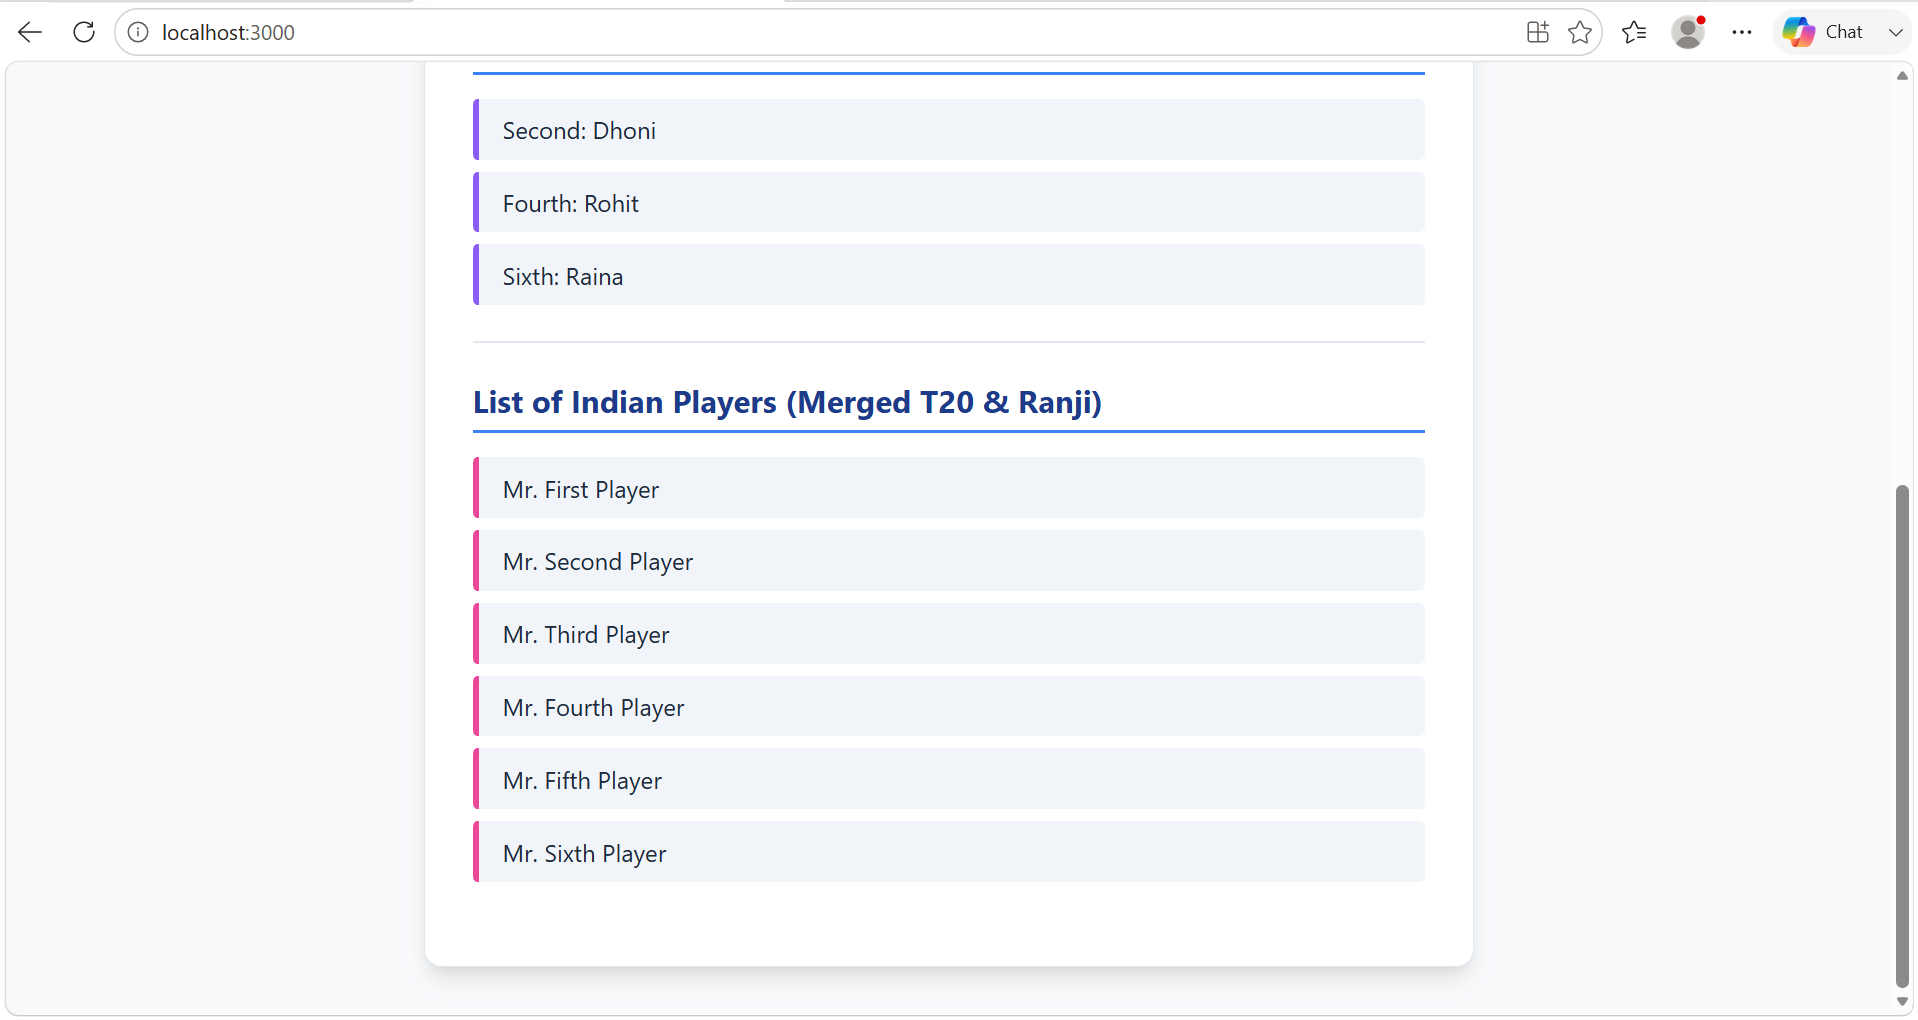 localhost:3000
Chat
Second: Dhoni
Fourth: Rohit
Sixth: Raina
List of Indian Players (Merged T20 & Ranji)
Mr. First Player
Mr. Second Player
Mr. Third Player
Mr. Fourth Player
Mr. Fifth Player
Mr. Sixth Player